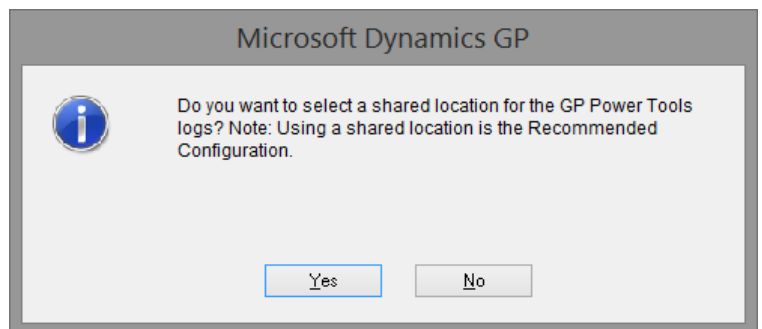 Microsoft Dynamics GP
Do you want to select a shared location for the GP Power Tools
logs? Note: Using a shared location is the Recommended
Configuration.
Yes No